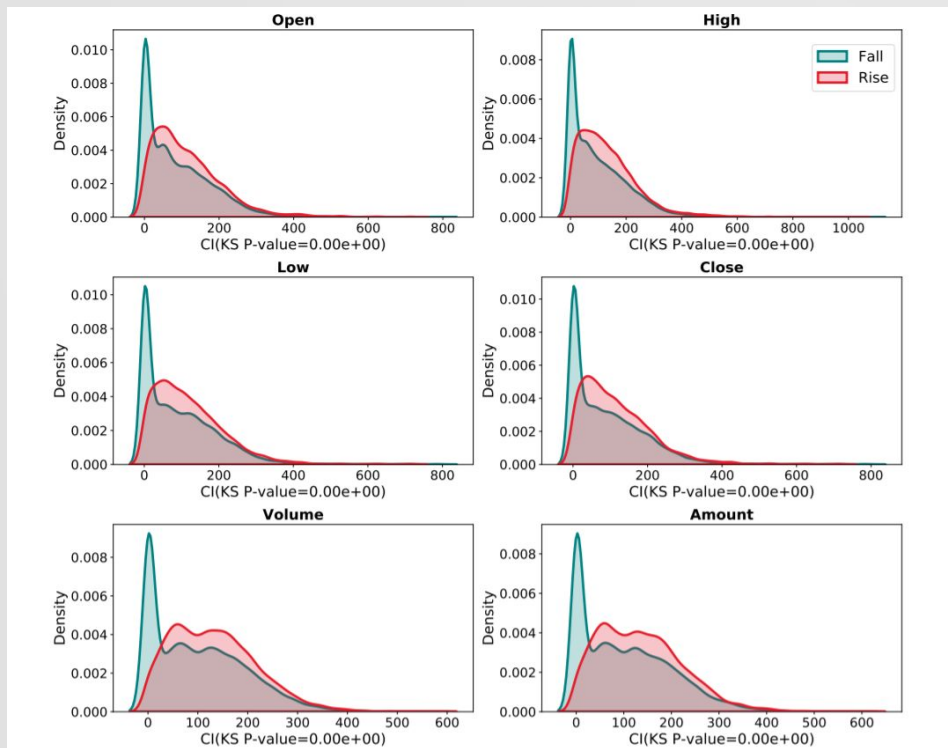 Open
0.010
0.008
0.006
0.004
0.002
0.000
Density
0 200 400 600 800
CI(KS P-value=0.00e+00)
High
0.008
0.006
0.004
0.002
0.000
Density
Fall
Rise
0 200 400 600 800 1000
CI(KS P-value=0.00e+00)
Low
0.010
0.008
0.006
0.004
0.002
0.000
Density
0 200 400 600 800
CI(KS P-value=0.00e+00)
Close
0.010
0.008
0.006
0.004
0.002
0.000
Density
0 200 400 600 800
CI(KS P-value=0.00e+00)
Volume
0.008
0.006
0.004
0.002
0.000
Density
0 100 200 300 400 500 600
CI(KS P-value=0.00e+00)
Amount
0.008
0.006
0.004
0.002
0.000
Density
0 100 200 300 400 500 600
CI(KS P-value=0.00e+00)